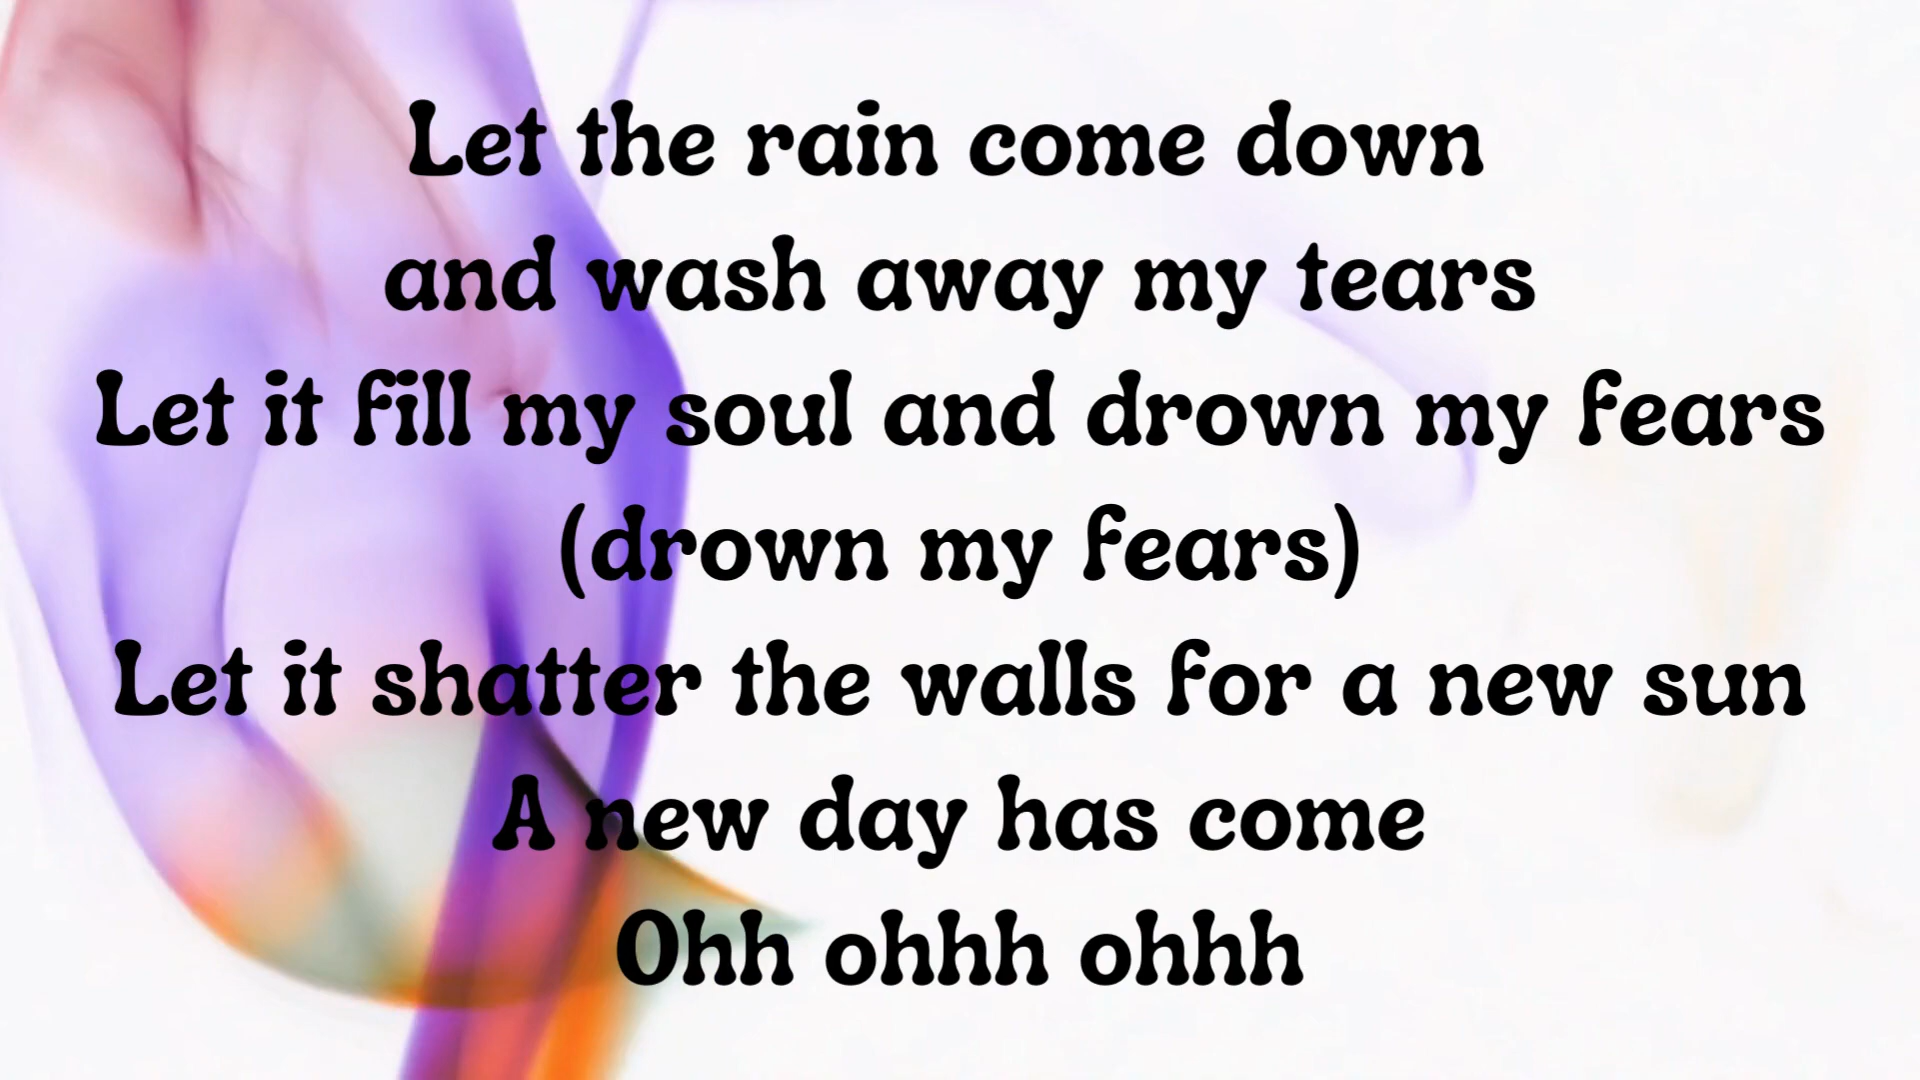 Let the rain come down
and wash away my tears
Let it fill my soul and drown my fears
(drown my fears)
Let it shatter the walls for a new sun
A new day has come
Ohh ohhh ohhh